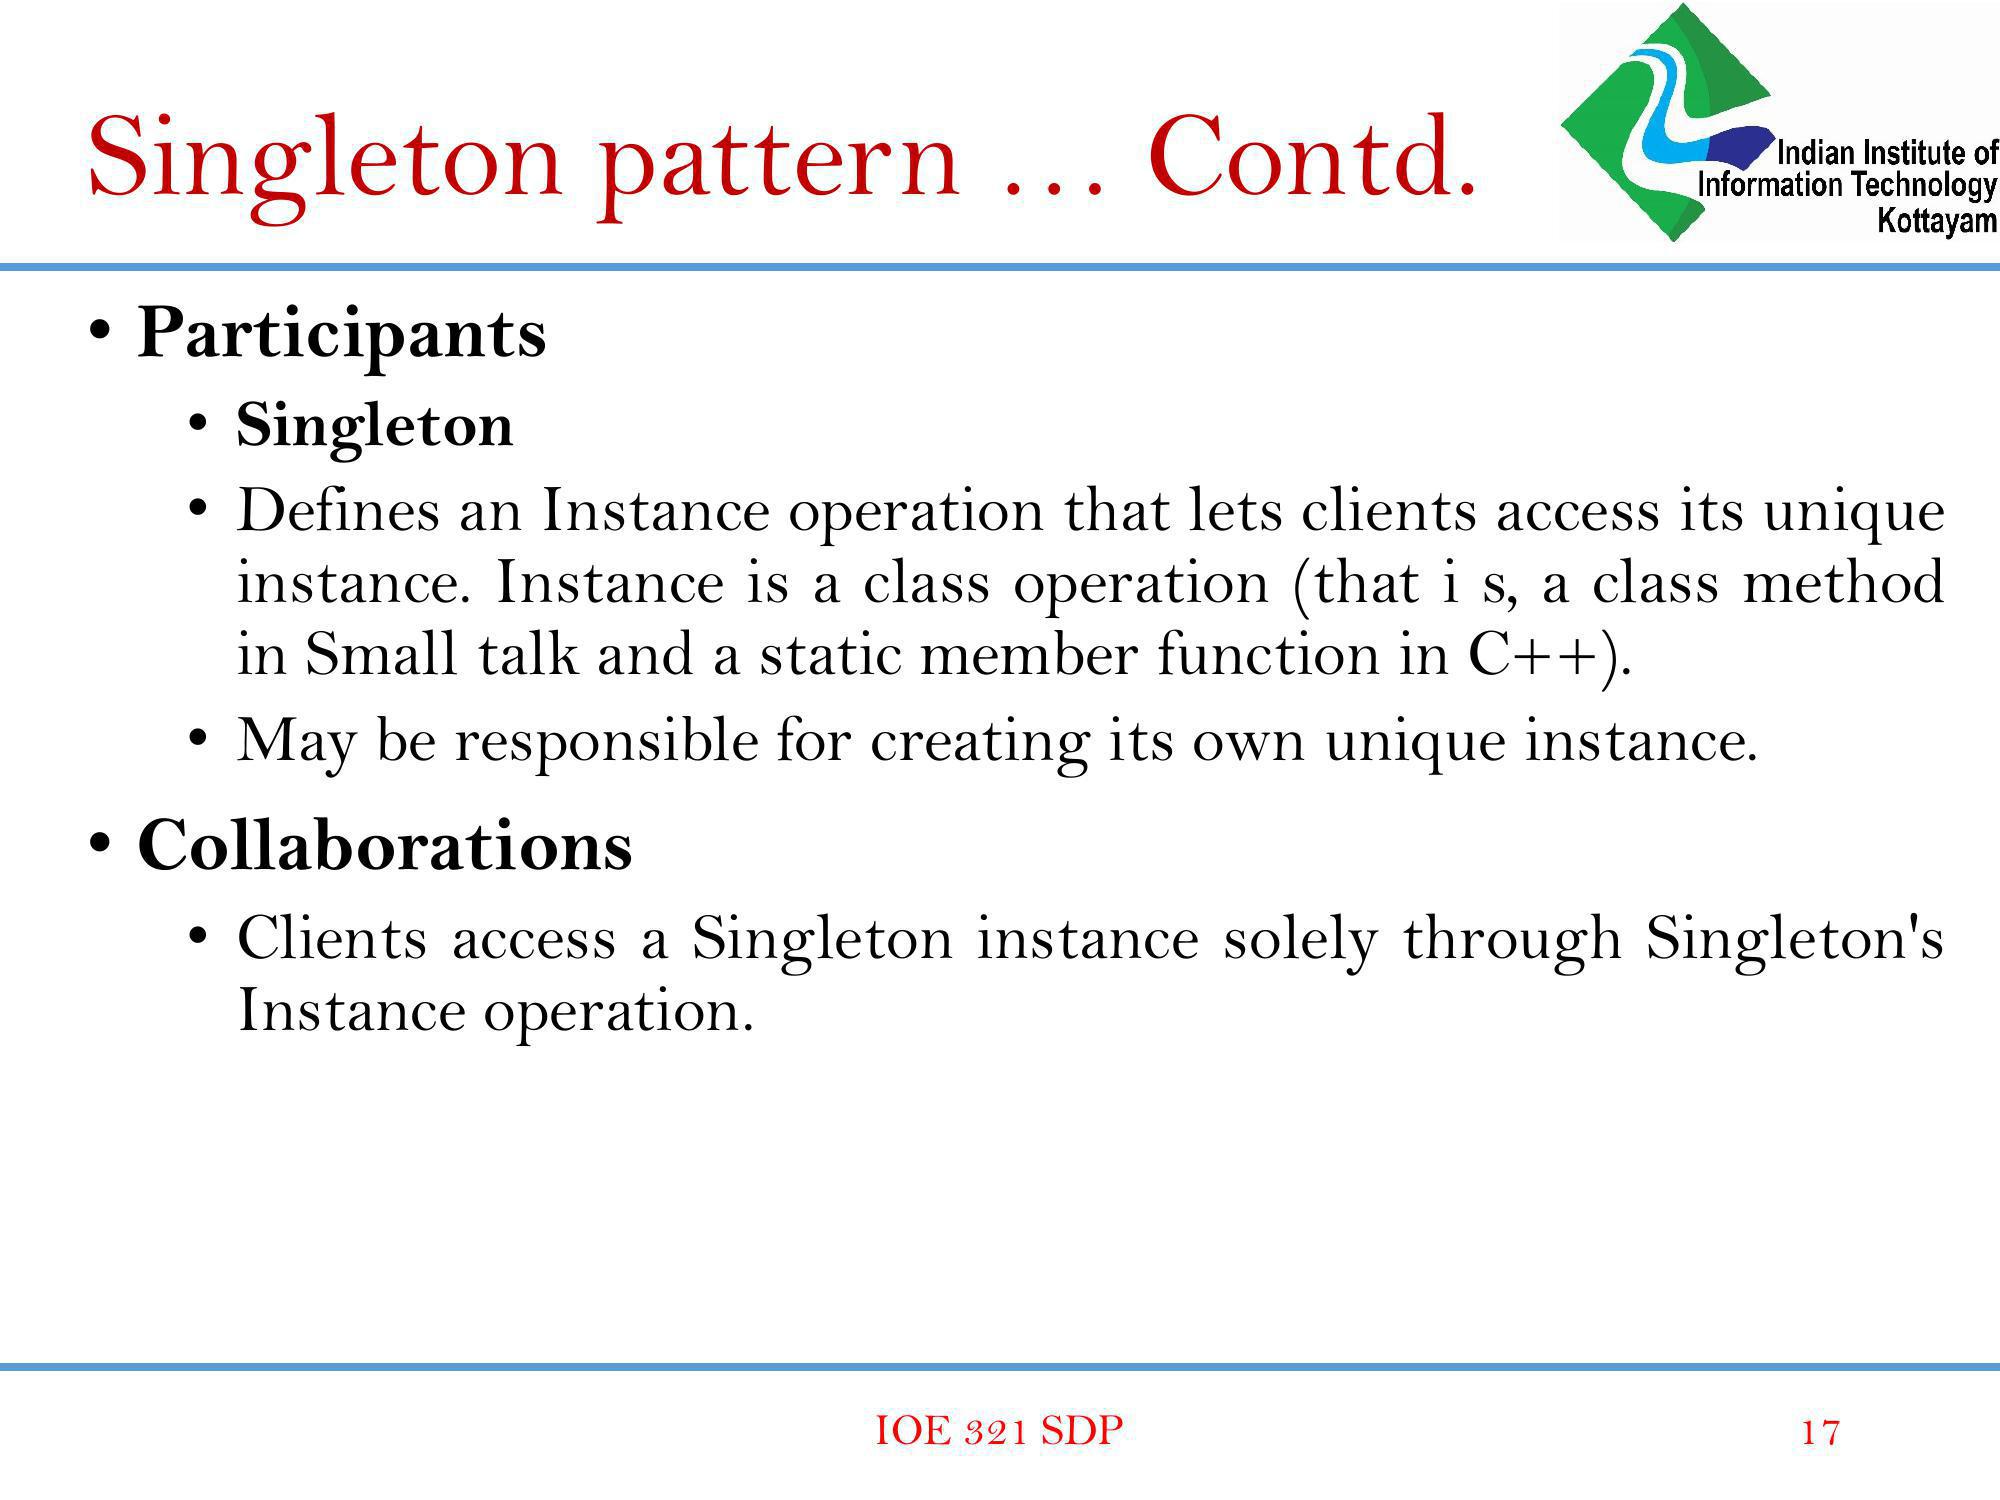 Singleton pattern … Contd.
Indian Institute of
Information Technology
Kottayam
• Participants
• Singleton
• Defines an Instance operation that lets clients access its unique
instance. Instance is a class operation (that i s, a class method
in Small talk and a static member function in C++).
• May be responsible for creating its own unique instance.
• Collaborations
• Clients access a Singleton instance solely through Singleton's
Instance operation.
IOE 321 SDP
17